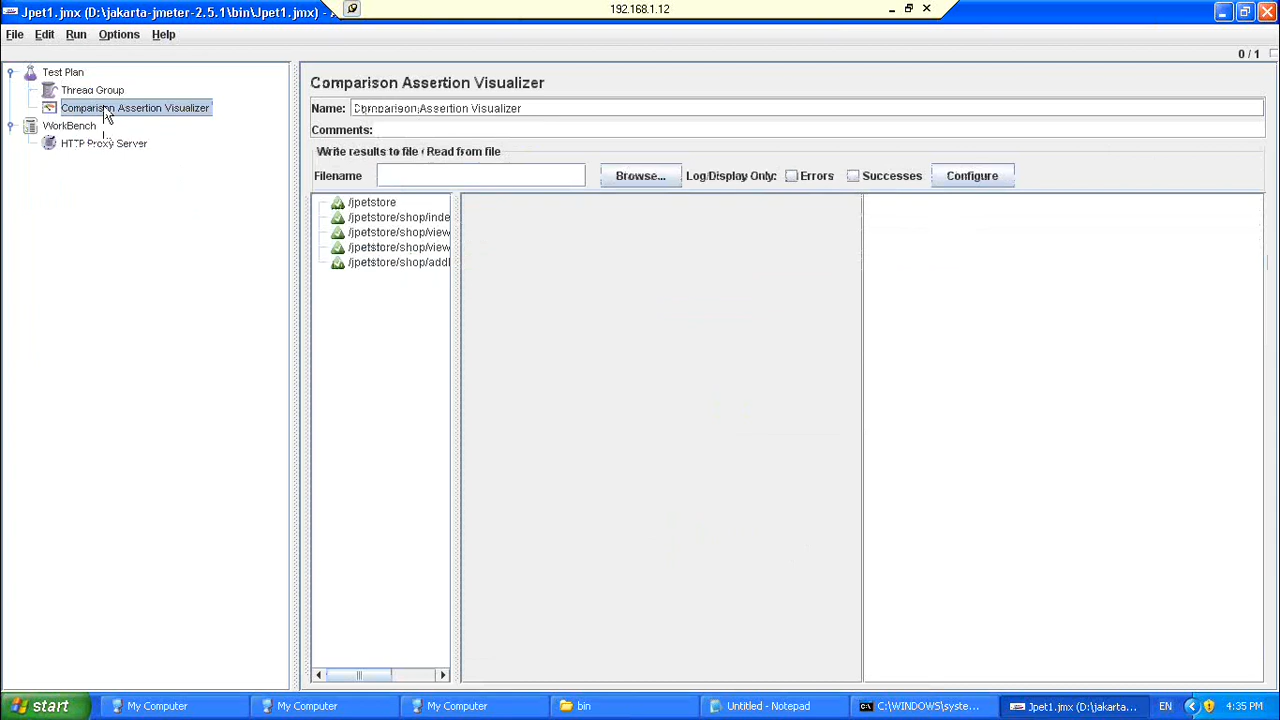 Jpet1.jmx (D:\jakarta-jmeter-2.5.1\bin\Jpet1.jmx) -
192.168.1.12
File Edit Run Options Help
0 / 1
Test Plan
Thread Group
Comparison Assertion Visualizer
WorkBench
HTTP Proxy Server
Comparison Assertion Visualizer
Name: Comparison Assertion Visualizer
Comments:
Write results to file / Read from file
Filename Browse... Log/Display Only: Errors Successes Configure
/jpetstore
/jpetstore/shop/inde
/jpetstore/shop/view
/jpetstore/shop/view
/jpetstore/shop/addI
start My Computer My Computer My Computer bin Untitled - Notepad C:\WINDOWS\syste... Jpet1.jmx (D:\jakarta... EN 4:35 PM